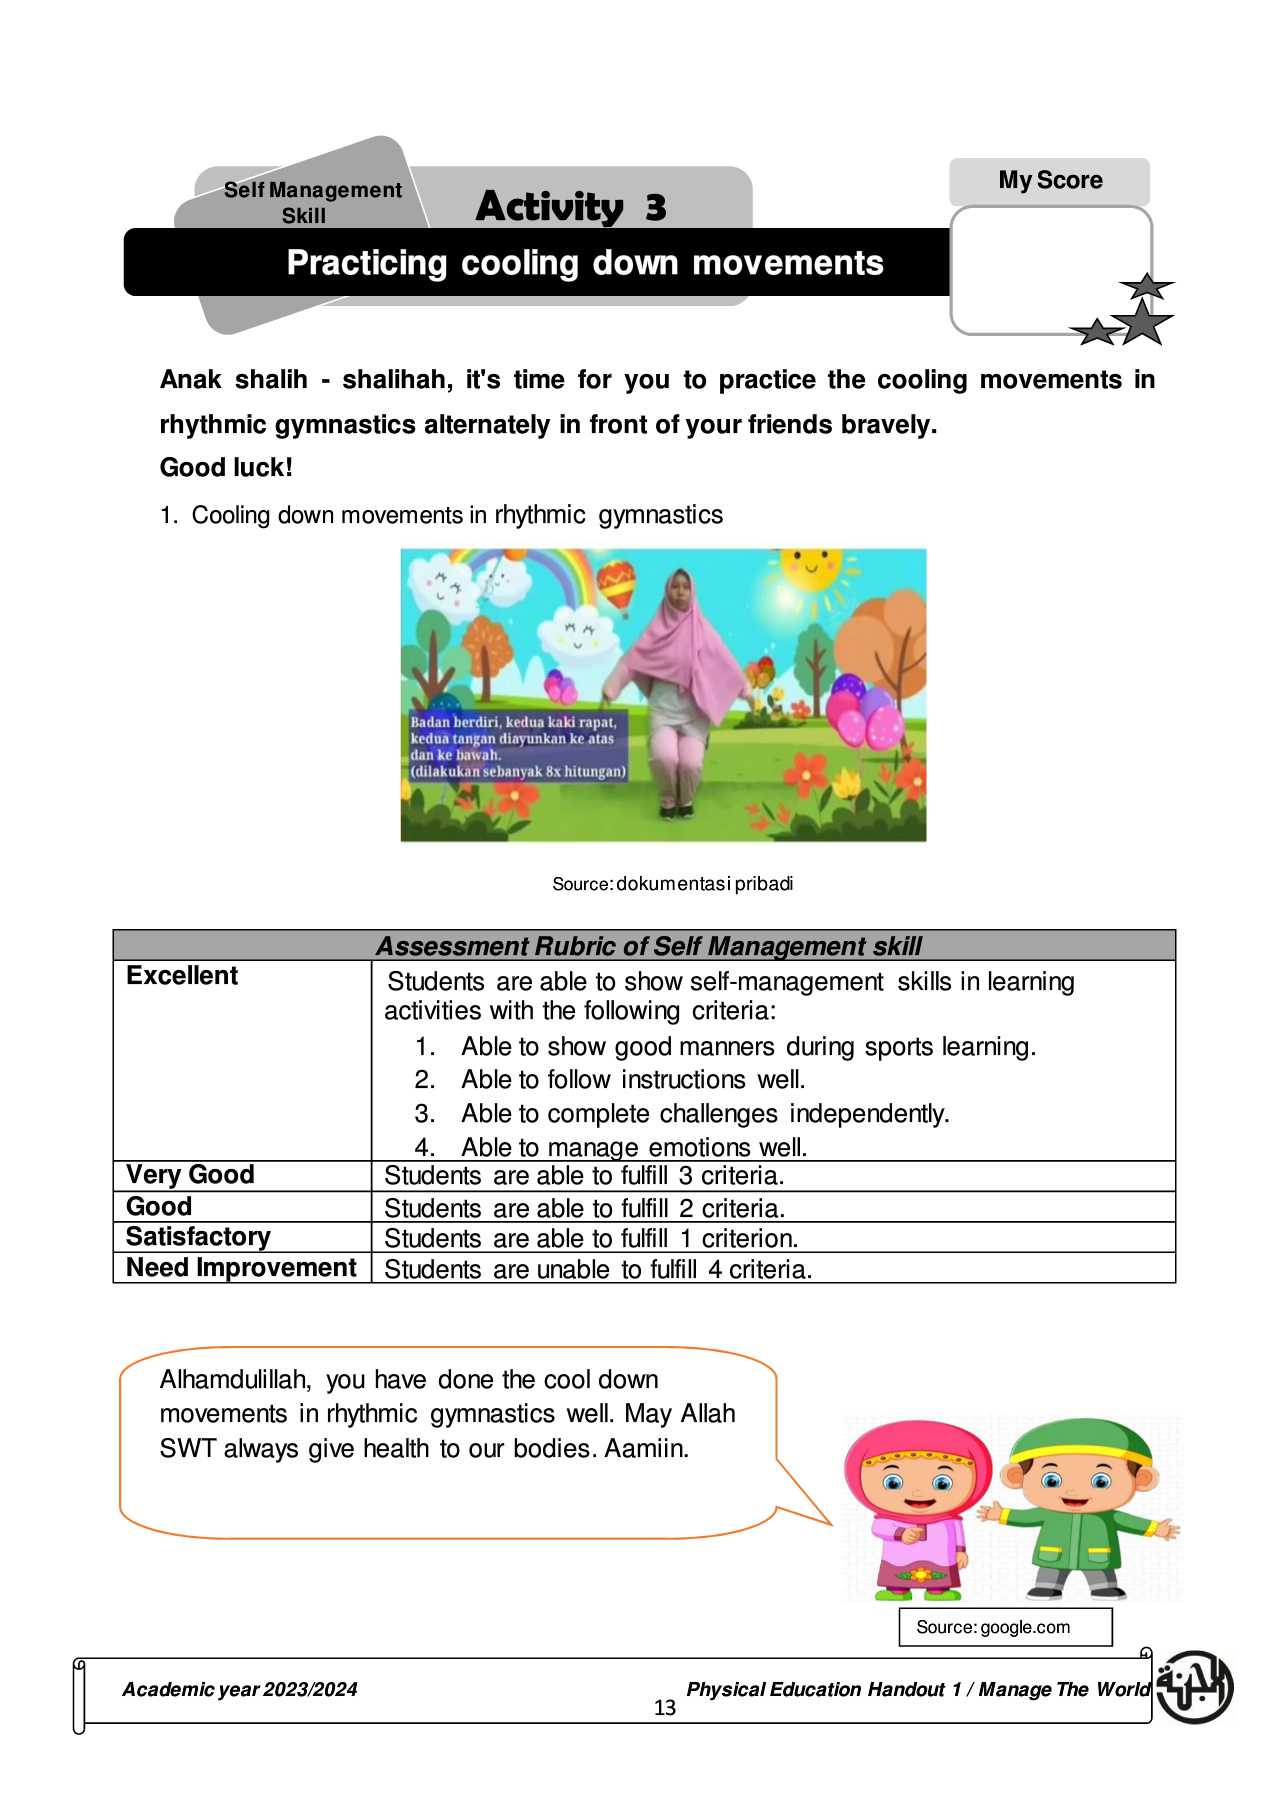 Self Management
Skill
Activity 3
My Score
Practicing cooling down movements
Anak shalih - shalihah, it's time for you to practice the cooling movements in
rhythmic gymnastics alternately in front of your friends bravely.
Good luck!
1. Cooling down movements in rhythmic gymnastics
Badan berdiri, kedua kaki rapat,
kedua tangan diayunkan ke atas
dan ke bawah.
(dilakukan sebanyak 8x hitungan)
Source: dokumentasi pribadi
Assessment Rubric of Self Management skill
Excellent
Students are able to show self-management skills in learning
activities with the following criteria:
1. Able to show good manners during sports learning.
2. Able to follow instructions well.
3. Able to complete challenges independently.
4. Able to manage emotions well.
Very Good
Students are able to fulfill 3 criteria.
Good
Students are able to fulfill 2 criteria.
Satisfactory
Students are able to fulfill 1 criterion.
Need Improvement
Students are unable to fulfill 4 criteria.
Alhamdulillah, you have done the cool down
movements in rhythmic gymnastics well. May Allah
SWT always give health to our bodies. Aamiin.
Source: google.com
Academic year 2023/2024
Physical Education Handout 1 / Manage The World
13